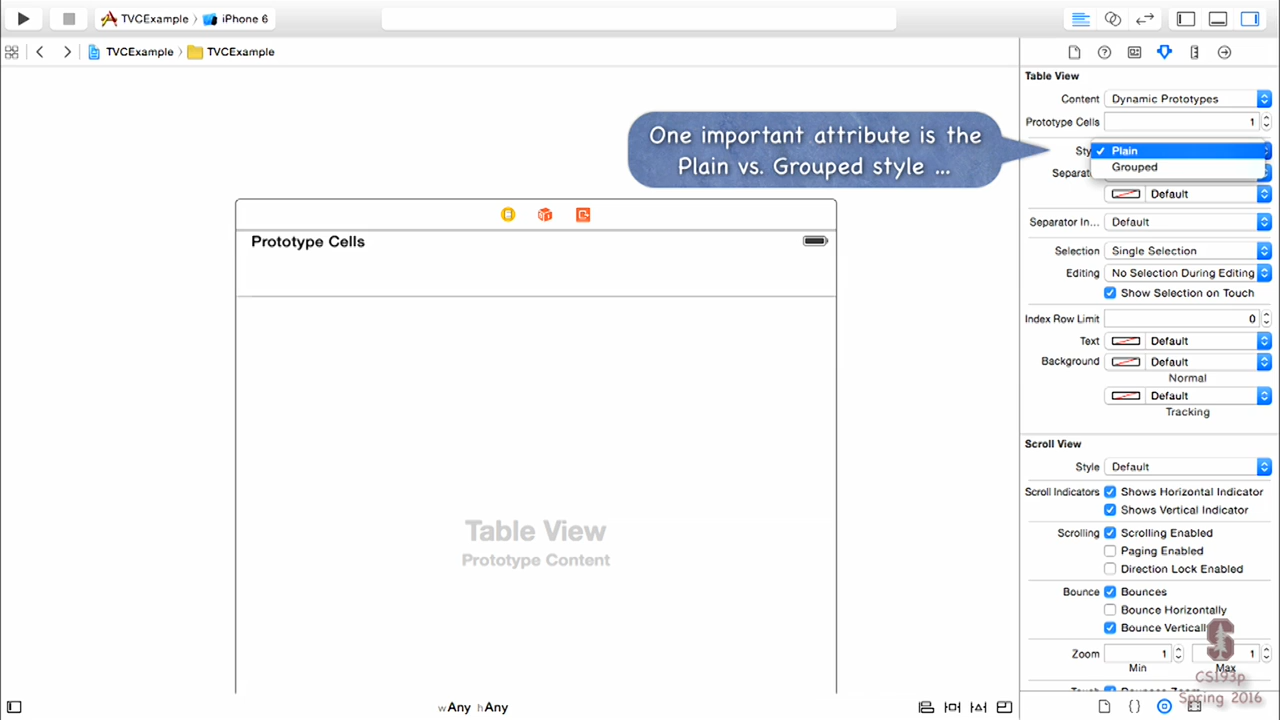 TVCExample
iPhone 6
TVCExample
TVCExample
Table View
Content
Dynamic Prototypes
Prototype Cells
1
One important attribute is the
Plain vs. Grouped style ...
Sty
Plain
Grouped
Separat
Default
Separator In...
Default
Selection
Single Selection
Editing
No Selection During Editing
Show Selection on Touch
Index Row Limit
0
Text
Default
Background
Default
Normal
Default
Tracking
Prototype Cells
Table View
Prototype Content
Scroll View
Style
Default
Scroll Indicators
Shows Horizontal Indicator
Shows Vertical Indicator
Scrolling
Scrolling Enabled
Paging Enabled
Direction Lock Enabled
Bounce
Bounces
Bounce Horizontally
Bounce Vertically
Zoom
1
1
Min
Max
CS193p
Spring 2016
wAny hAny